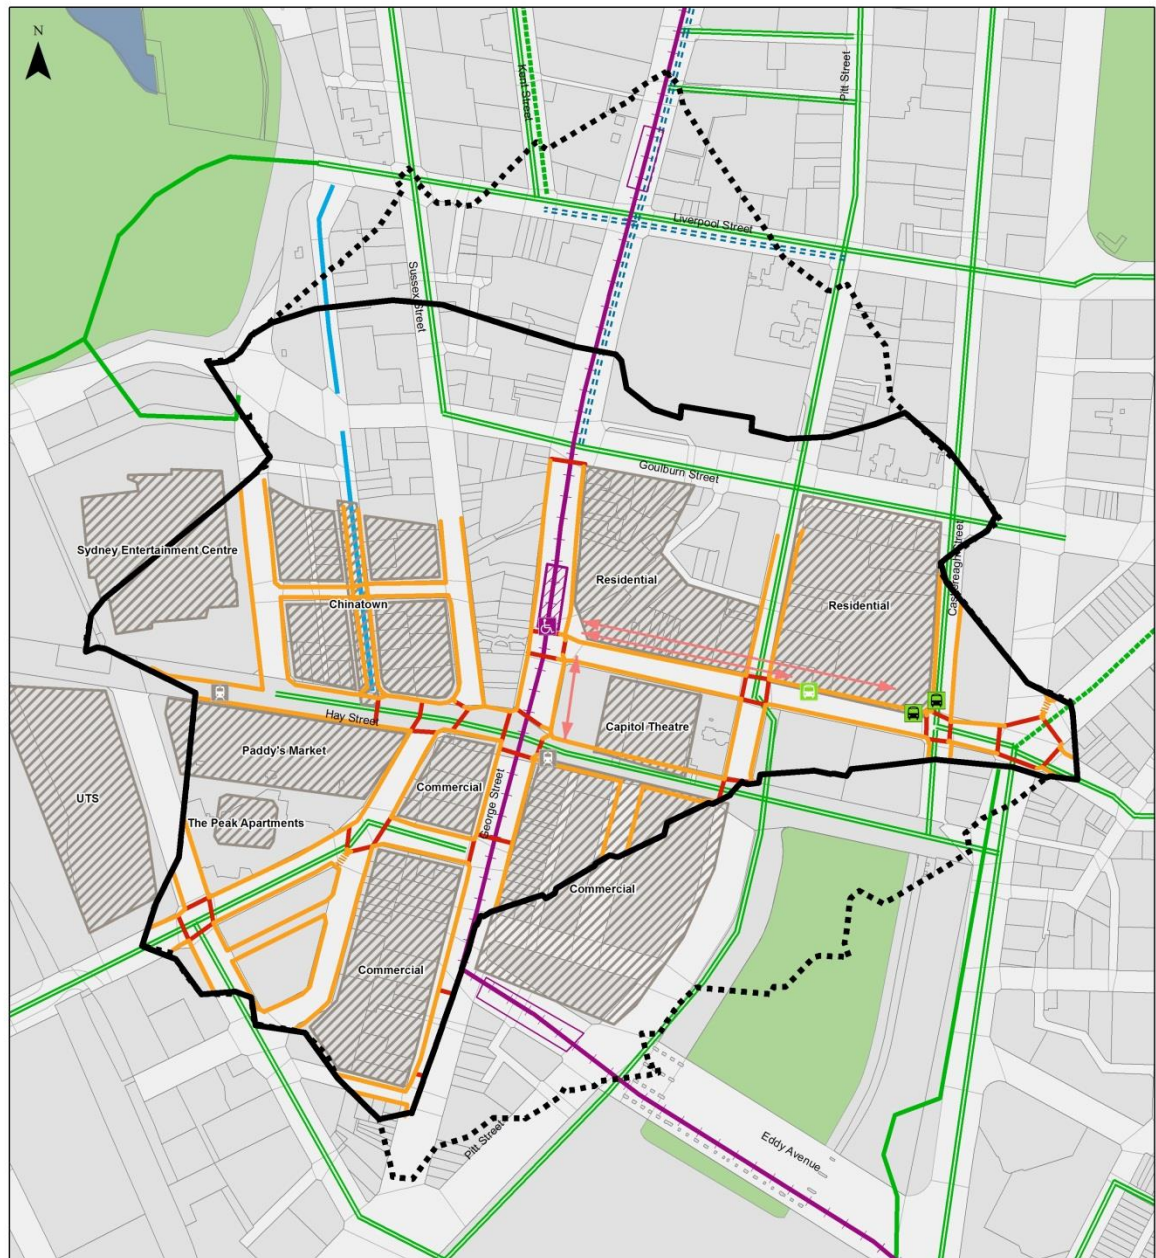 N
Kent Street
Pitt Street
Liverpool Street
Sussex Street
Goulburn Street
Castlereagh Street
Sydney Entertainment Centre
Residential
Chinatown
Residential
Hay Street
Capitol Theatre
Paddy's Market
Commercial
UTS
George Street
The Peak Apartments
Commercial
Commercial
Pitt Street
Eddy Avenue